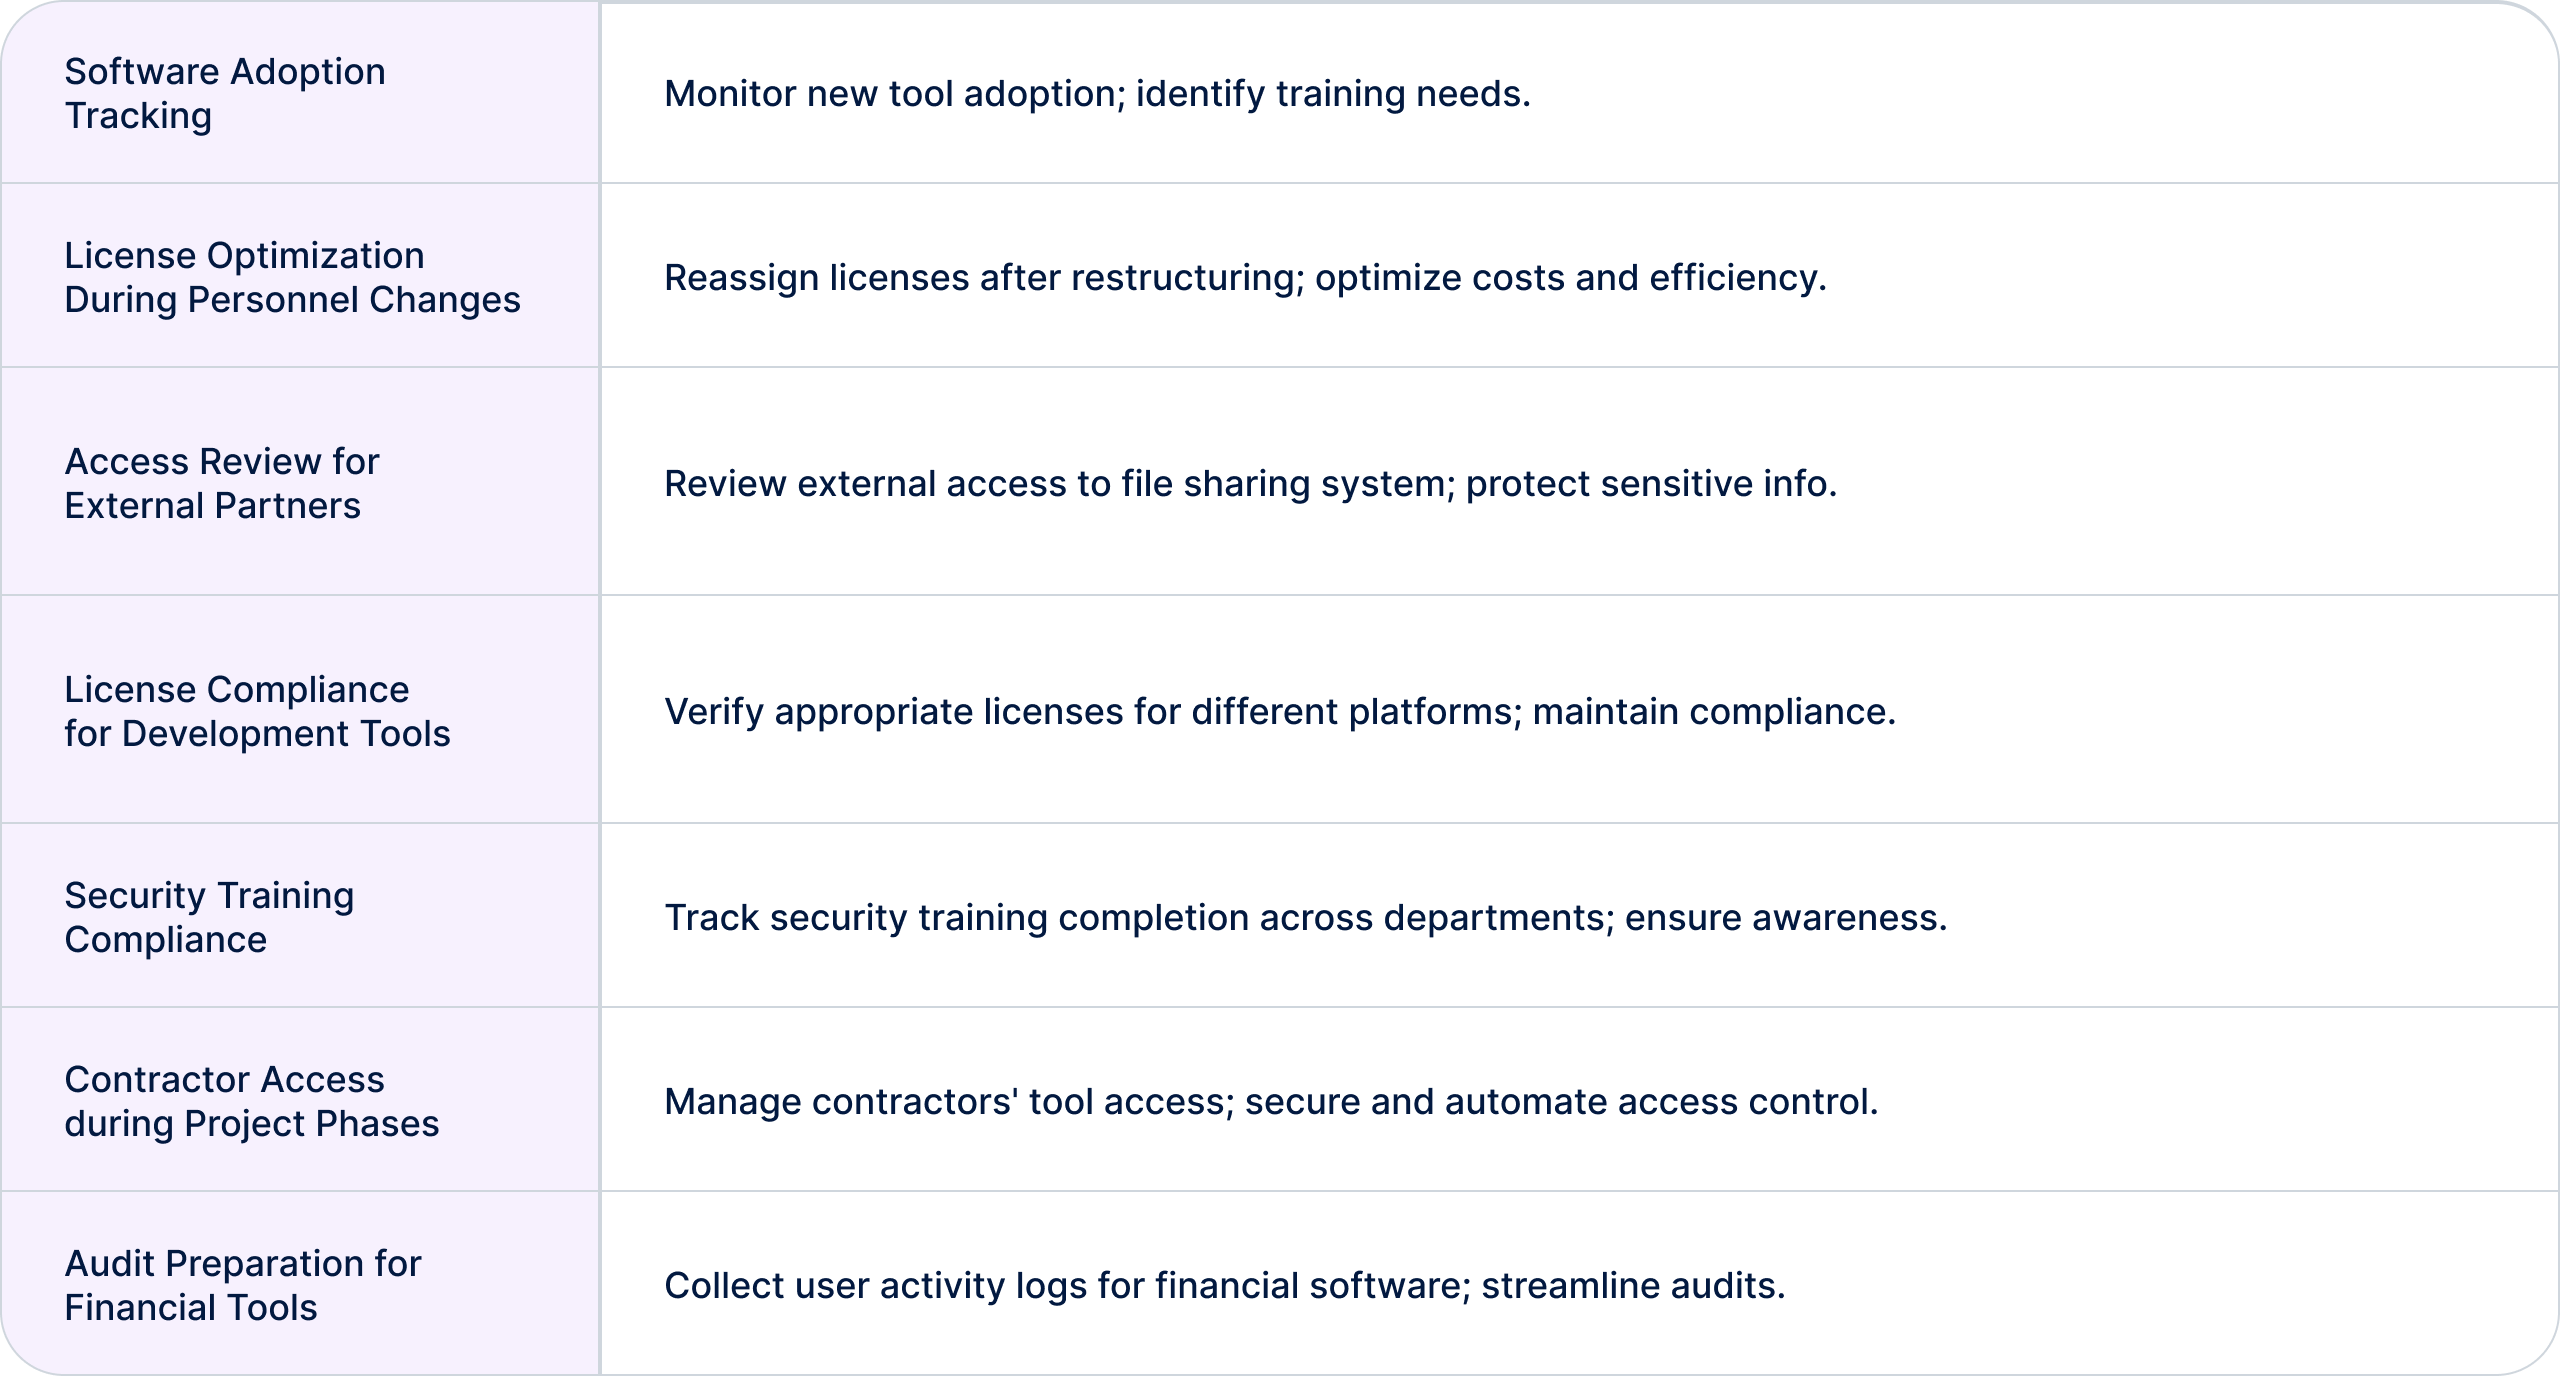 Software Adoption
Tracking
Monitor new tool adoption; identify training needs.
License Optimization
During Personnel Changes
Reassign licenses after restructuring; optimize costs and efficiency.
Access Review for
External Partners
Review external access to file sharing system; protect sensitive info.
License Compliance
for Development Tools
Verify appropriate licenses for different platforms; maintain compliance.
Security Training
Compliance
Track security training completion across departments; ensure awareness.
Contractor Access
during Project Phases
Manage contractors' tool access; secure and automate access control.
Audit Preparation for
Financial Tools
Collect user activity logs for financial software; streamline audits.